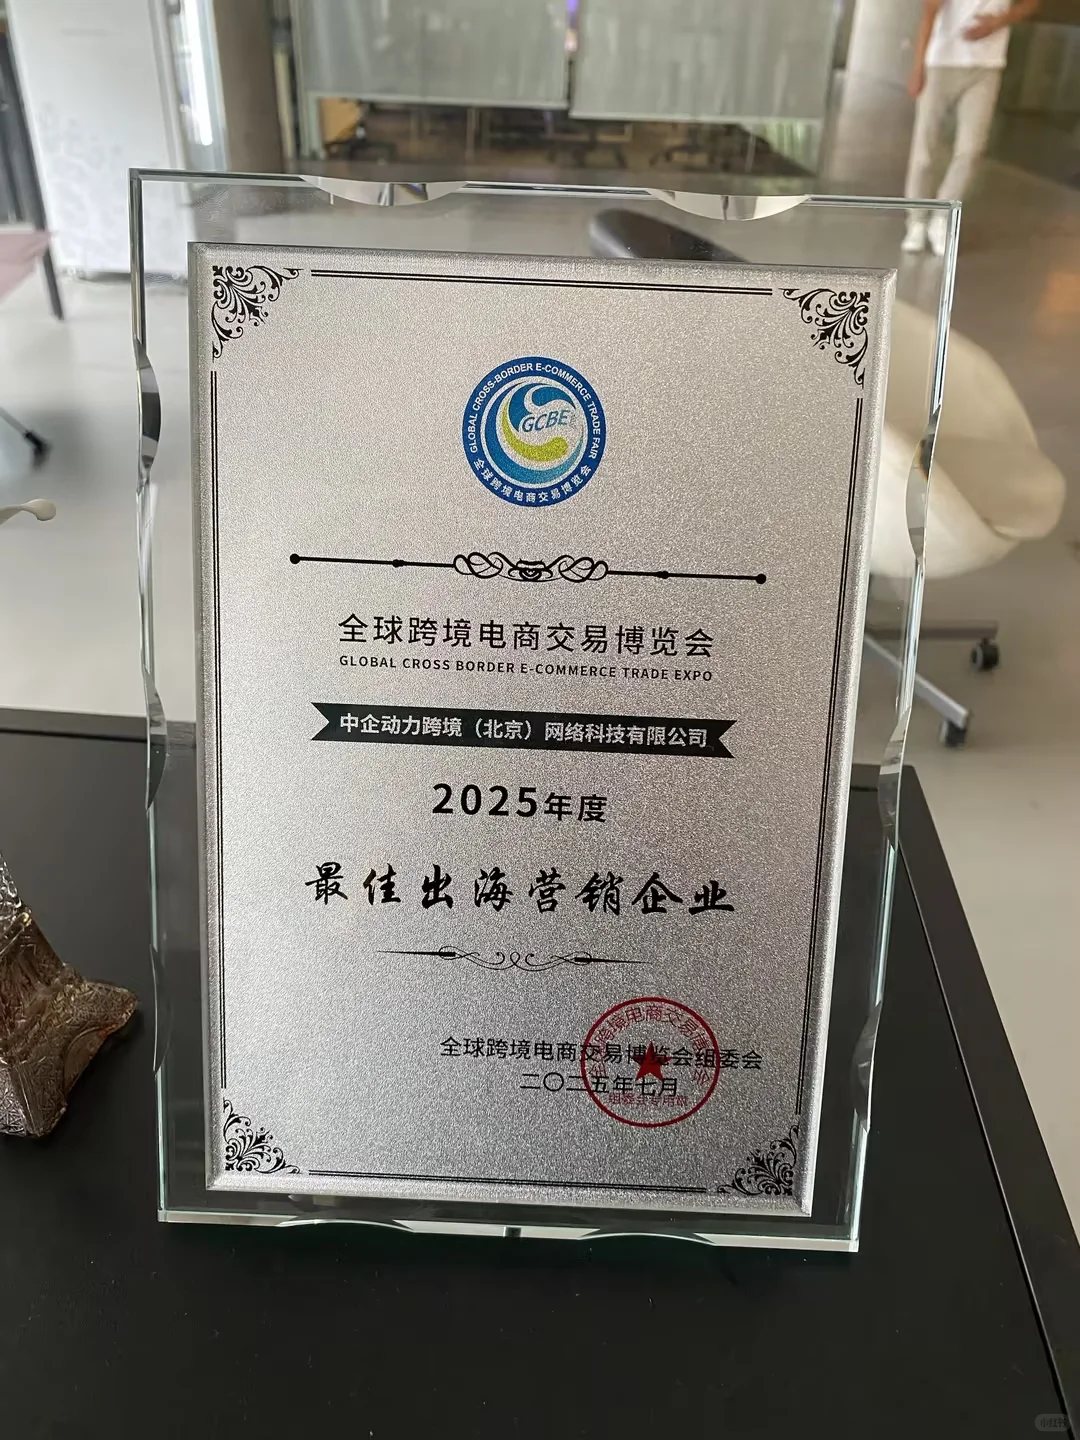 GLOBAL CROSS-BORDER E-COMMERCE TRADE FAIR
GCBE
全球跨境电商交易博览会
全球跨境电商交易博览会
GLOBAL CROSS BORDER E-COMMERCE TRADE EXPO
中企动力跨境（北京）网络科技有限公司
2025年度
最佳出海营销企业
全球跨境电商交易博览会组委会
二〇二五年七月
小红书